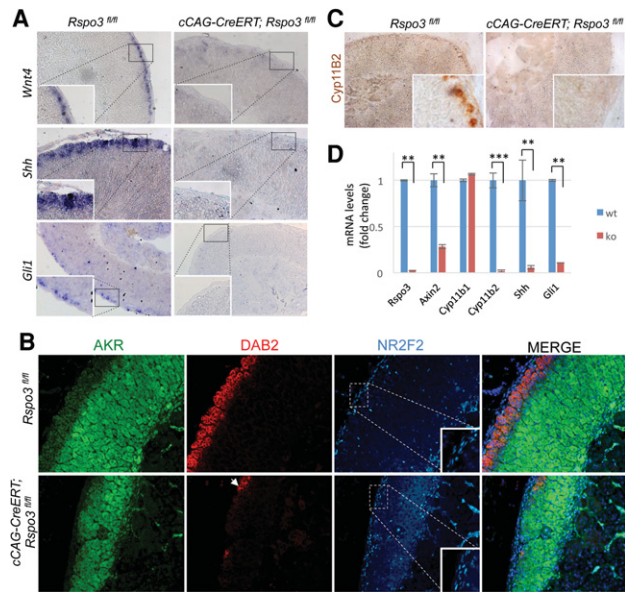 A
Rspo3 fl/fl
cCAG-CreERT; Rspo3 fl/fl
Wnt4
Shh
Gli1
C
Rspo3 fl/fl
cCAG-CreERT; Rspo3 fl/fl
Cyp11B2
D
mRNA levels
(fold change)
1
0.5
0
**
**
***
**
**
wt
ko
Rspo3
Axin2
Cyp11b1
Cyp11b2
Shh
Gli1
B
AKR
DAB2
NR2F2
MERGE
Rspo3 fl/fl
cCAG-CreERT;
Rspo3 fl/fl